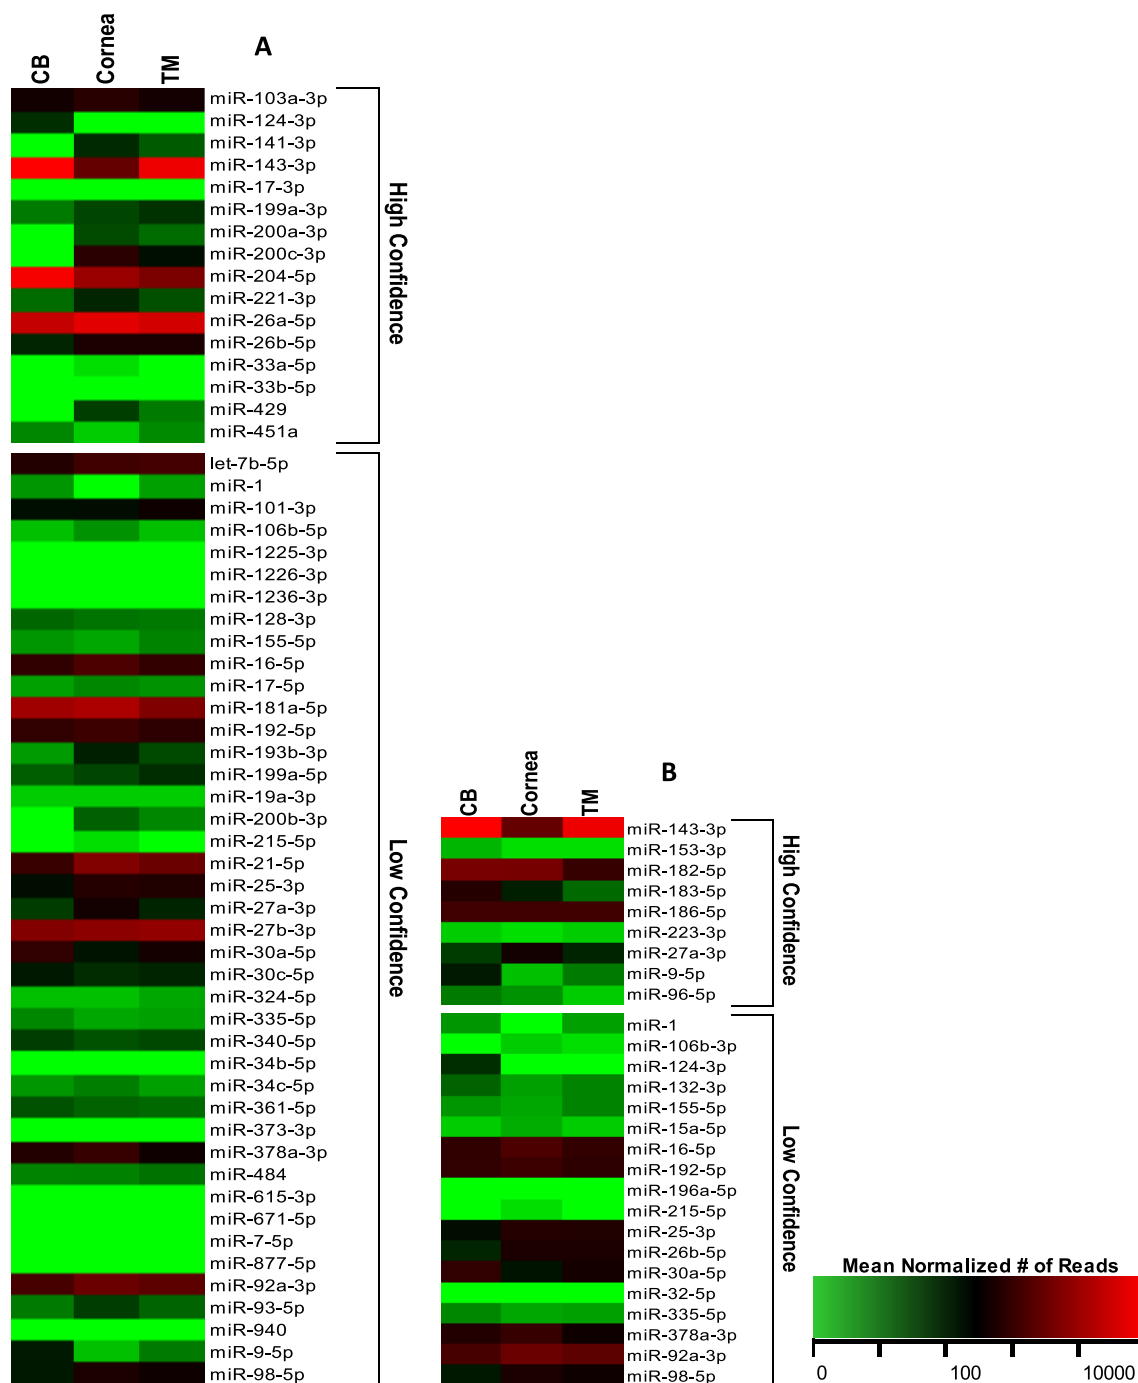 A
CB
Cornea
TM
miR-103a-3p
miR-124-3p
miR-141-3p
miR-143-3p
miR-17-3p
miR-199a-3p
miR-200a-3p
miR-200c-3p
miR-204-5p
miR-221-3p
miR-26a-5p
miR-26b-5p
miR-33a-5p
miR-33b-5p
miR-429
miR-451a
High Confidence
let-7b-5p
miR-1
miR-101-3p
miR-106b-5p
miR-1225-3p
miR-1226-3p
miR-1236-3p
miR-128-3p
miR-155-5p
miR-16-5p
miR-17-5p
miR-181a-5p
miR-192-5p
miR-193b-3p
miR-199a-5p
miR-19a-3p
miR-200b-3p
miR-215-5p
miR-21-5p
miR-25-3p
miR-27a-3p
miR-27b-3p
miR-30a-5p
miR-30c-5p
miR-324-5p
miR-335-5p
miR-340-5p
miR-34b-5p
miR-34c-5p
miR-361-5p
miR-373-3p
miR-378a-3p
miR-484
miR-615-3p
miR-671-5p
miR-7-5p
miR-877-5p
miR-92a-3p
miR-93-5p
miR-940
miR-9-5p
miR-98-5p
Low Confidence
B
CB
Cornea
TM
miR-143-3p
miR-153-3p
miR-182-5p
miR-183-5p
miR-186-5p
miR-223-3p
miR-27a-3p
miR-9-5p
miR-96-5p
High Confidence
miR-1
miR-106b-3p
miR-124-3p
miR-132-3p
miR-155-5p
miR-15a-5p
miR-16-5p
miR-192-5p
miR-196a-5p
miR-215-5p
miR-25-3p
miR-26b-5p
miR-30a-5p
miR-32-5p
miR-335-5p
miR-378a-3p
miR-92a-3p
miR-98-5p
Low Confidence
Mean Normalized # of Reads
0 100 10000